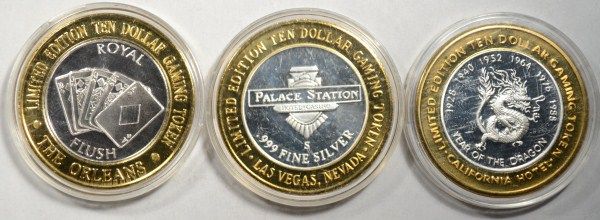 LIMITED EDITION TEN DOLLAR GAMING TOKEN
ROYAL
FLUSH
THE ORLEANS
LIMITED EDITION TEN DOLLAR GAMING TOKEN
PALACE STATION
HOTEL • CASINO
S
.999 FINE SILVER
LAS VEGAS, NEVADA
LIMITED EDITION TEN DOLLAR GAMING TOKEN
1928 1940 1952 1964 1976 1988
YEAR OF THE DRAGON
CALIFORNIA HOTEL